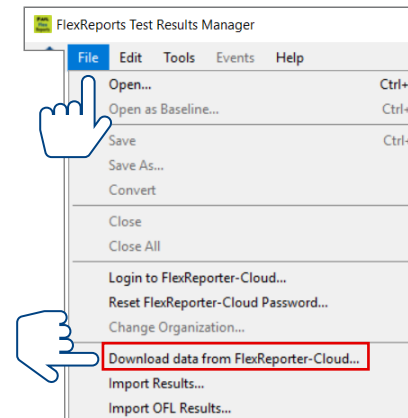 FlexReports Test Results Manager
File Edit Tools Events Help
Open... Ctrl+
Open as Baseline... Ctrl+
Save Ctrl+
Save As...
Convert
Close
Close All
Login to FlexReporter-Cloud...
Reset FlexReporter-Cloud Password...
Change Organization...
Download data from FlexReporter-Cloud...
Import Results...
Import OFL Results...